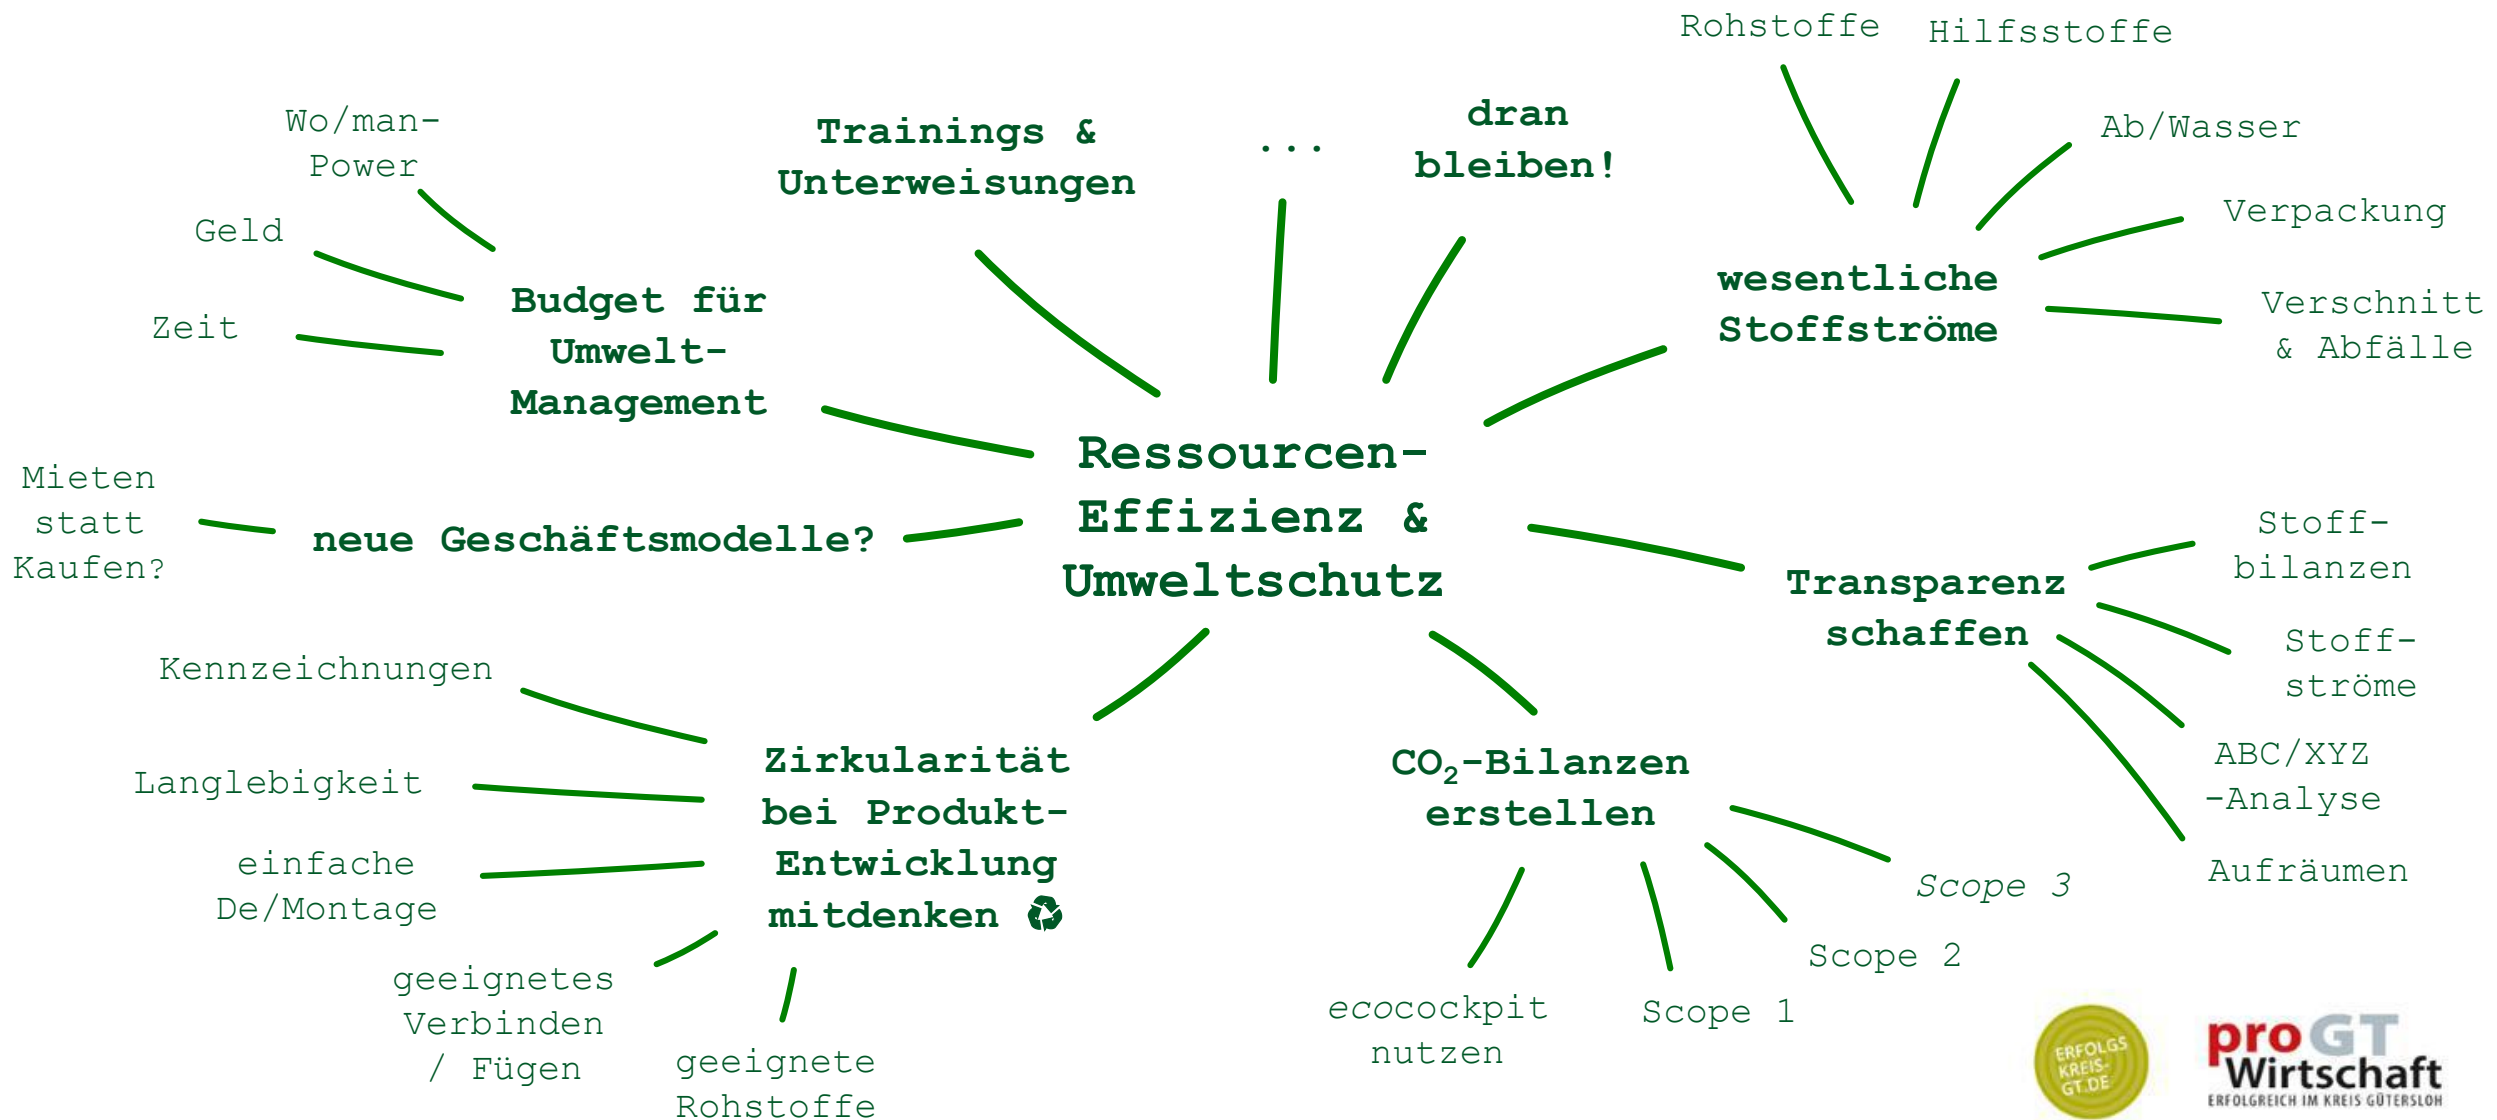 Ressourcen-
Effizienz &
Umweltschutz
dran
bleiben!
wesentliche
Stoffströme
Rohstoffe
Hilfsstoffe
Ab/Wasser
Verpackung
Verschnitt
& Abfälle
Transparenz
schaffen
Stoff-
bilanzen
Stoff-
ströme
ABC/XYZ
-Analyse
Aufräumen
CO₂-Bilanzen
erstellen
Scope 3
Scope 2
Scope 1
ecocockpit
nutzen
Zirkularität
bei Produkt-
Entwicklung
mitdenken ♻
geeignete
Rohstoffe
geeignetes
Verbinden
/ Fügen
einfache
De/Montage
Langlebigkeit
Kennzeichnungen
neue Geschäftsmodelle?
Mieten
statt
Kaufen?
Budget für
Umwelt-
Management
Zeit
Geld
Wo/man-
Power
Trainings &
Unterweisungen
...
ERFOLGS
KREIS-
GT.DE
pro GT
Wirtschaft
ERFOLGREICH IM KREIS GÜTERSLOH